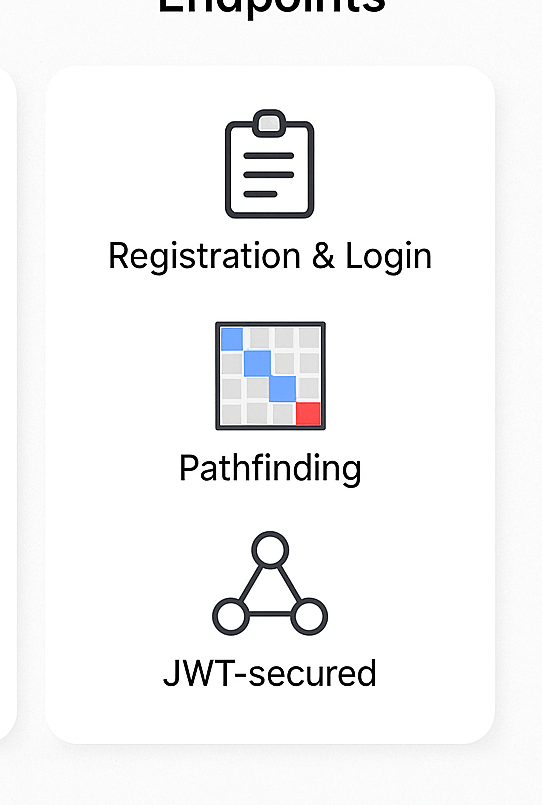 Endpoints
Registration & Login
Pathfinding
JWT-secured